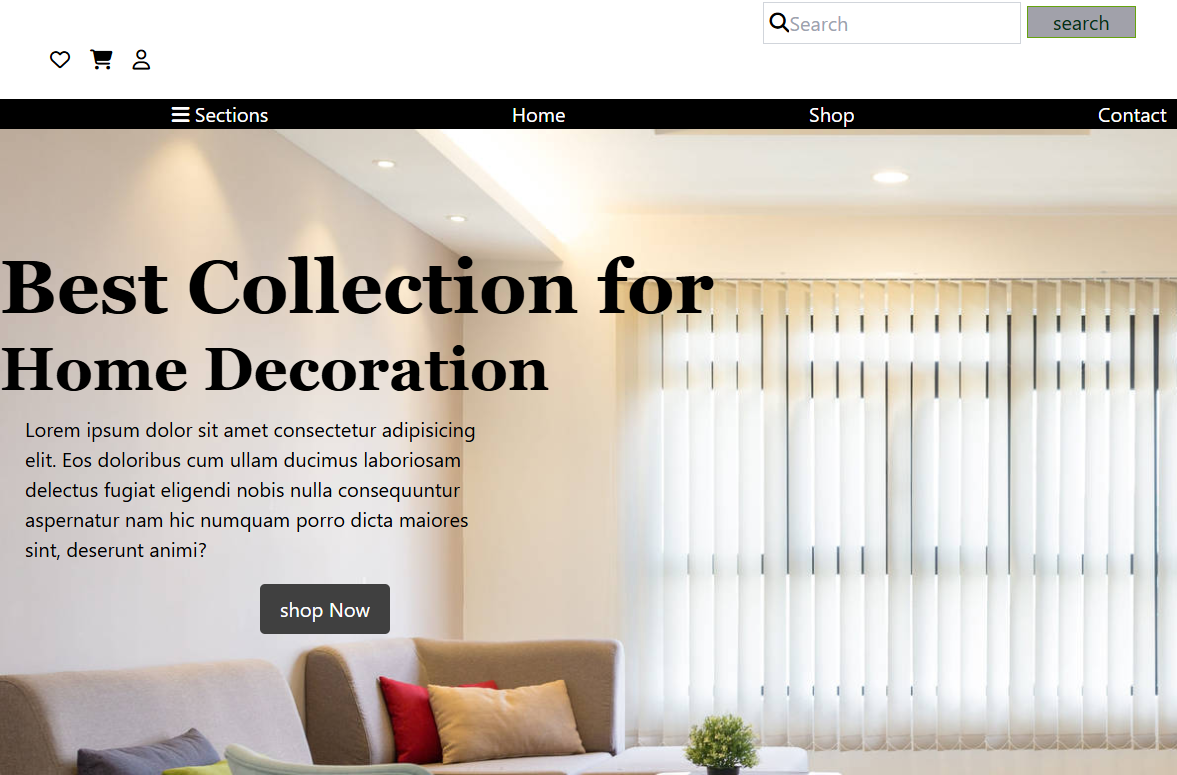 Search
search
Sections
Home
Shop
Contact
Best Collection for
Home Decoration
Lorem ipsum dolor sit amet consectetur adipisicing
elit. Eos doloribus cum ullam ducimus laboriosam
delectus fugiat eligendi nobis nulla consequuntur
aspernatur nam hic numquam porro dicta maiores
sint, deserunt animi?
shop Now